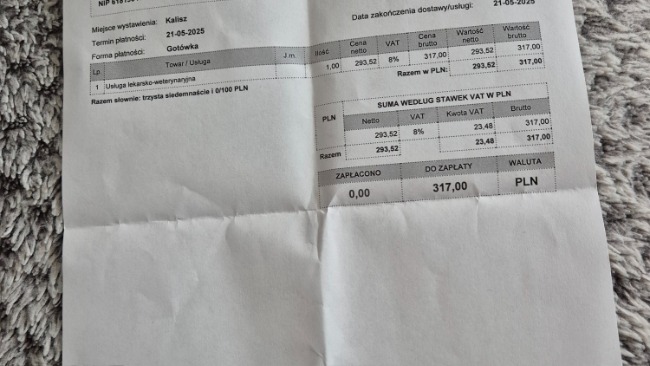 Miejsce wystawienia: Kalisz
Data zakończenia dostawy/usługi: 21-05-2025
Termin płatności: 21-05-2025
Forma płatności: Gotówka
Lp Towar / Usługa J.m. Ilość Cena netto VAT Cena brutto Wartość netto Wartość brutto
1 Usługa lekarsko-weterynaryjna 1,00 293,52 8% 317,00 293,52 317,00
Razem w PLN: 293,52 317,00
Razem słownie: trzysta siedemnaście i 0/100 PLN
SUMA WEDŁUG STAWEK VAT W PLN
PLN Netto VAT Kwota VAT Brutto
293,52 8% 23,48 317,00
Razem 293,52 23,48 317,00
ZAPŁACONO DO ZAPŁATY WALUTA
0,00 317,00 PLN